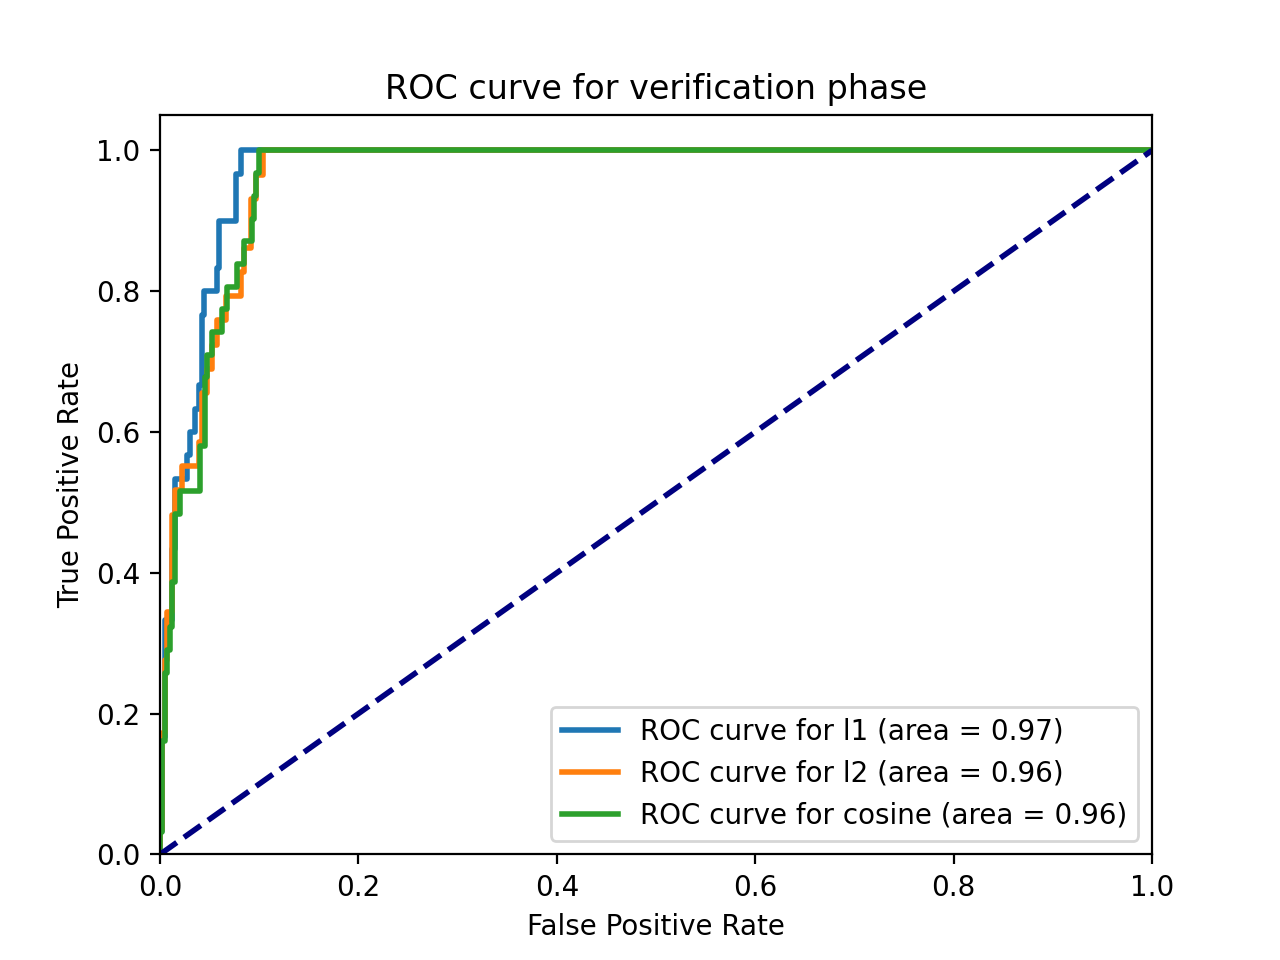 ROC curve for verification phase
1.0
0.8
0.6
0.4
0.2
0.0
True Positive Rate
ROC curve for l1 (area = 0.97)
ROC curve for l2 (area = 0.96)
ROC curve for cosine (area = 0.96)
0.0 0.2 0.4 0.6 0.8 1.0
False Positive Rate